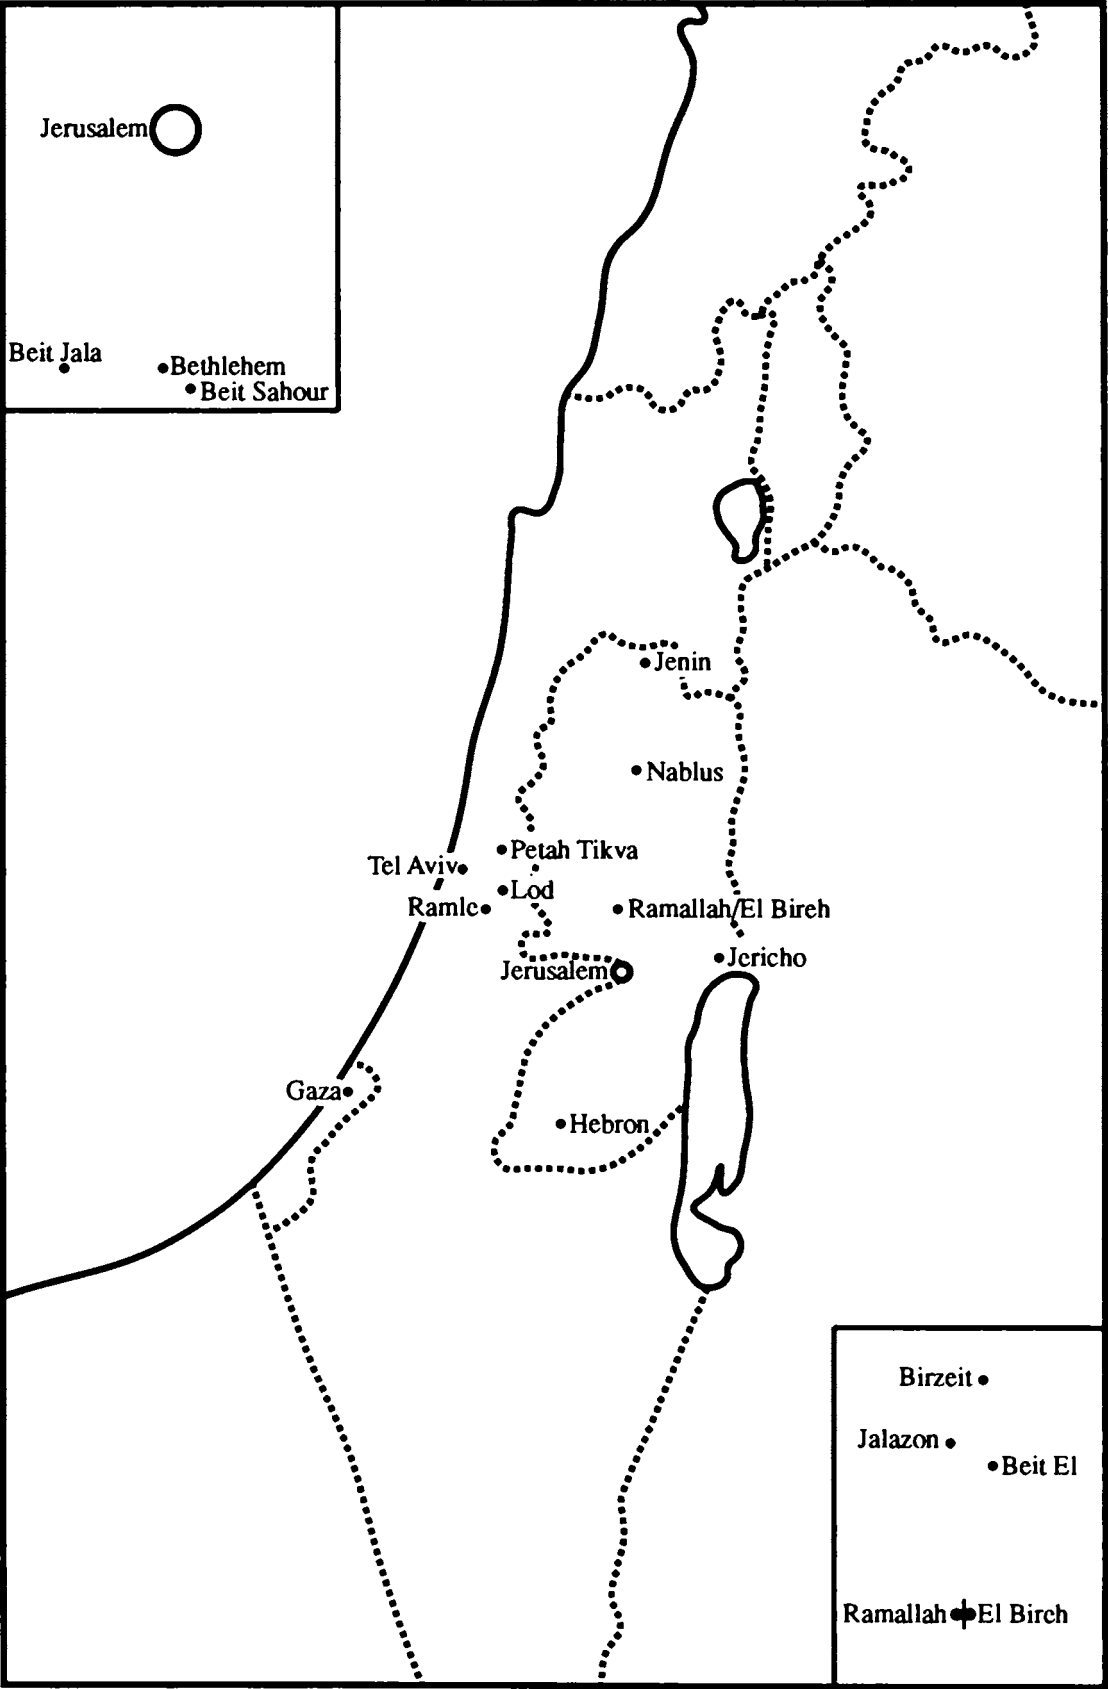 Jerusalem
Beit Jala
Bethlehem
Beit Sahour
Jenin
Nablus
Petah Tikva
Tel Aviv
Lod
Ramle
Ramallah/El Bireh
Jericho
Jerusalem
Gaza
Hebron
Birzeit
Jalazon
Beit El
Ramallah El Bireh